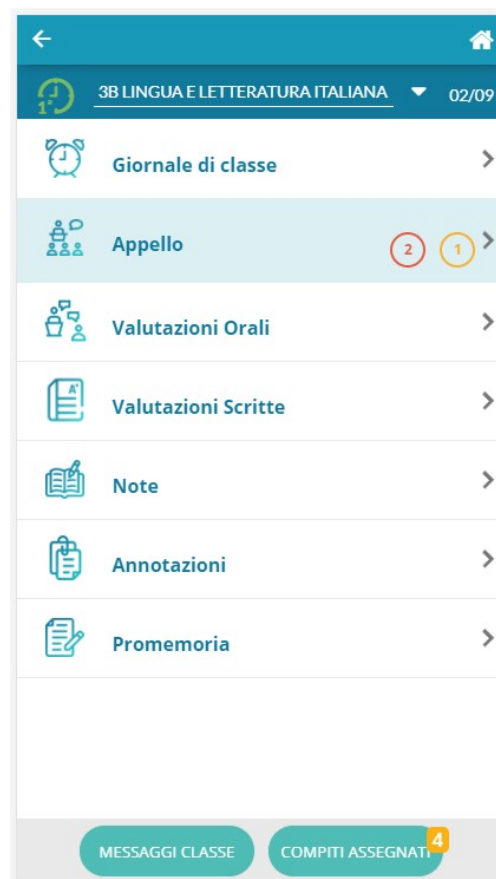 1ª
3B LINGUA E LETTERATURA ITALIANA
02/09
Giornale di classe
Appello
2
1
Valutazioni Orali
A+
Valutazioni Scritte
Note
Annotazioni
Promemoria
MESSAGGI CLASSE
COMPITI ASSEGNATI
4